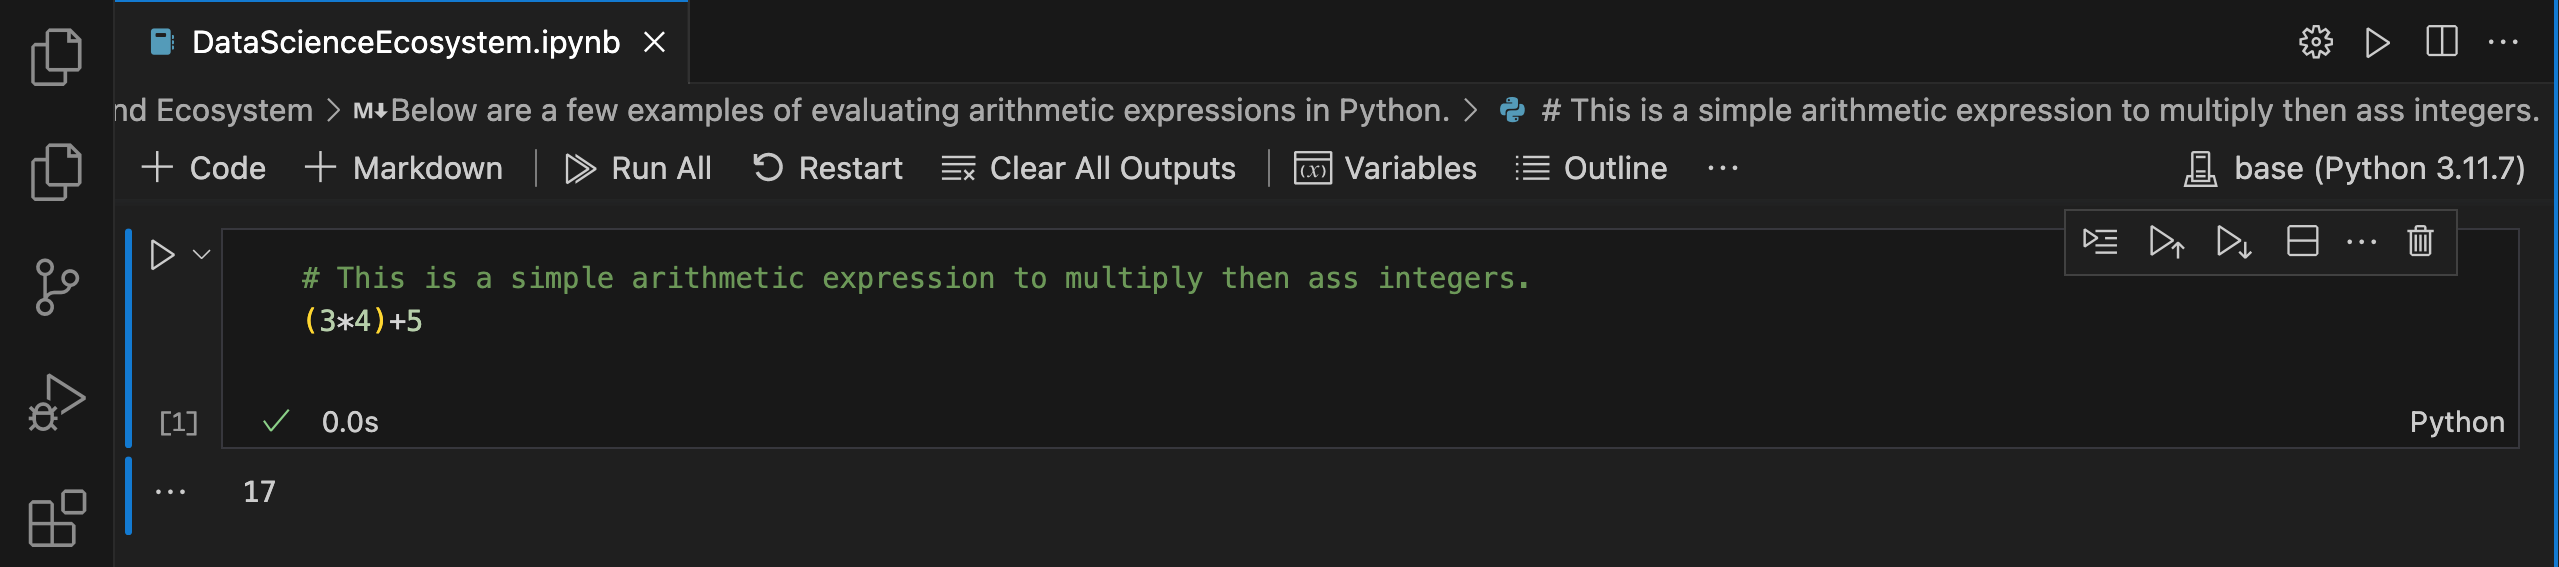 DataScienceEcosystem.ipynb
nd Ecosystem > M↓Below are a few examples of evaluating arithmetic expressions in Python. > # This is a simple arithmetic expression to multiply then ass integers.
+ Code + Markdown | Run All Restart Clear All Outputs | (x) Variables Outline ... base (Python 3.11.7)
# This is a simple arithmetic expression to multiply then ass integers.
(3*4)+5
[1] ✓ 0.0s Python
... 17